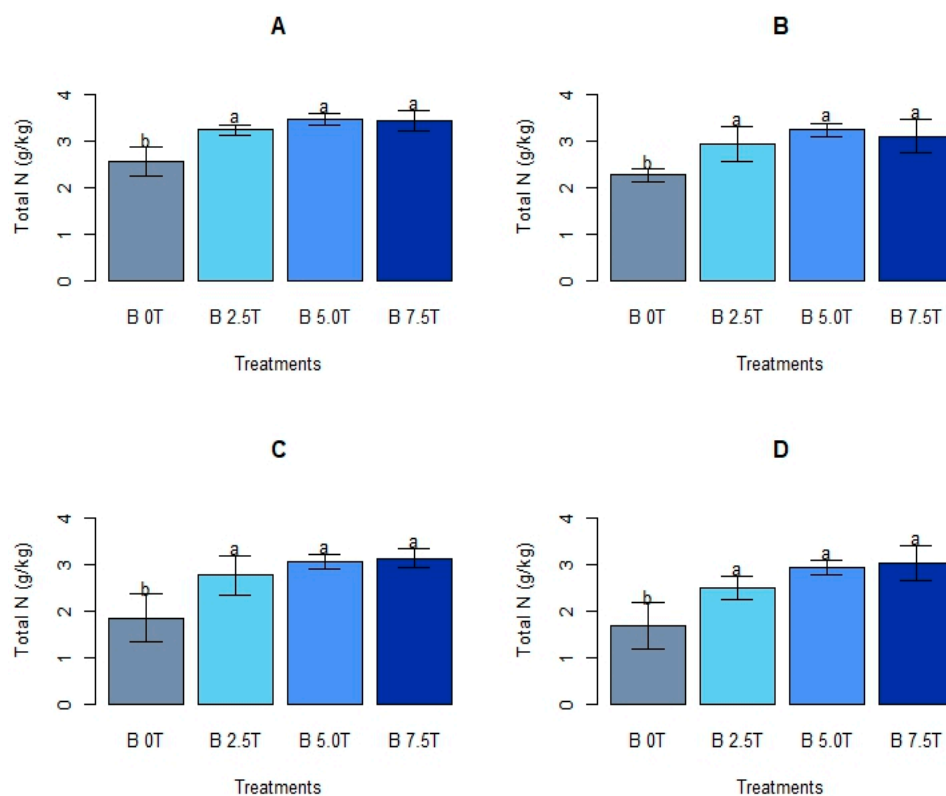 A
Total N (g/kg)
4
3
2
1
0
b
a
a
a
B 0T B 2.5T B 5.0T B 7.5T
Treatments
B
Total N (g/kg)
4
3
2
1
0
b
a
a
a
B 0T B 2.5T B 5.0T B 7.5T
Treatments
C
Total N (g/kg)
4
3
2
1
0
b
a
a
a
B 0T B 2.5T B 5.0T B 7.5T
Treatments
D
Total N (g/kg)
4
3
2
1
0
b
a
a
a
B 0T B 2.5T B 5.0T B 7.5T
Treatments